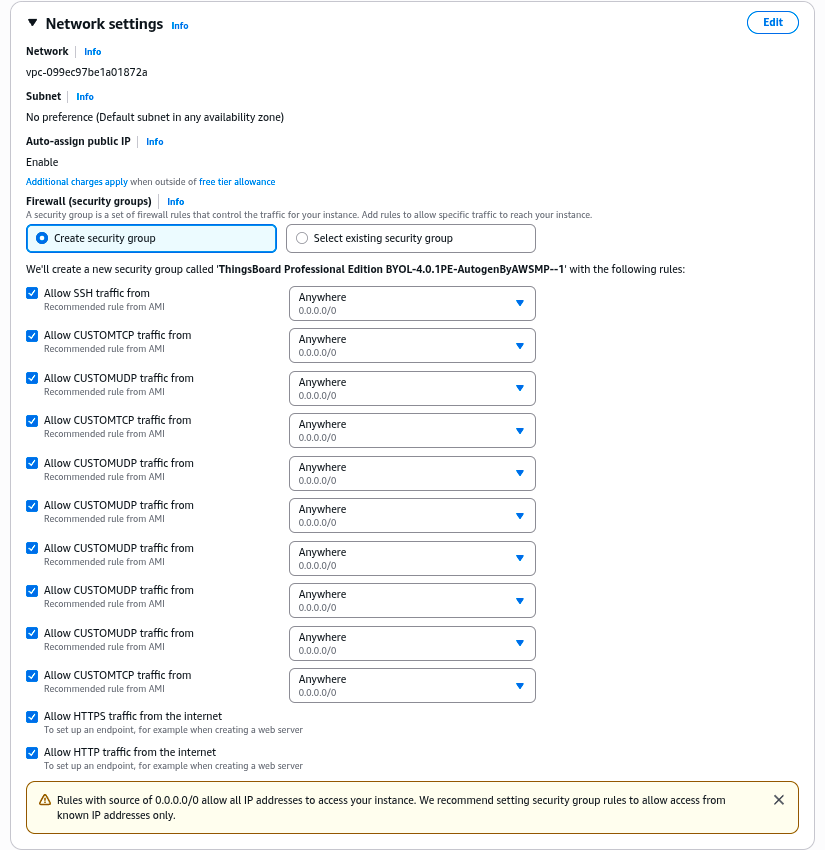 Network settings Info
Edit
Network Info
vpc-099ec97be1a01872a
Subnet Info
No preference (Default subnet in any availability zone)
Auto-assign public IP Info
Enable
Additional charges apply when outside of free tier allowance
Firewall (security groups) Info
A security group is a set of firewall rules that control the traffic for your instance. Add rules to allow specific traffic to reach your instance.
Create security group
Select existing security group
We'll create a new security group called 'ThingsBoard Professional Edition BYOL-4.0.1PE-AutogenByAWSMP--1' with the following rules:
Allow SSH traffic from
Recommended rule from AMI
Anywhere
0.0.0.0/0
Allow CUSTOMTCP traffic from
Recommended rule from AMI
Anywhere
0.0.0.0/0
Allow CUSTOMUDP traffic from
Recommended rule from AMI
Anywhere
0.0.0.0/0
Allow CUSTOMTCP traffic from
Recommended rule from AMI
Anywhere
0.0.0.0/0
Allow CUSTOMUDP traffic from
Recommended rule from AMI
Anywhere
0.0.0.0/0
Allow CUSTOMUDP traffic from
Recommended rule from AMI
Anywhere
0.0.0.0/0
Allow CUSTOMUDP traffic from
Recommended rule from AMI
Anywhere
0.0.0.0/0
Allow CUSTOMUDP traffic from
Recommended rule from AMI
Anywhere
0.0.0.0/0
Allow CUSTOMUDP traffic from
Recommended rule from AMI
Anywhere
0.0.0.0/0
Allow CUSTOMTCP traffic from
Recommended rule from AMI
Anywhere
0.0.0.0/0
Allow HTTPS traffic from the internet
To set up an endpoint, for example when creating a web server
Allow HTTP traffic from the internet
To set up an endpoint, for example when creating a web server
Rules with source of 0.0.0.0/0 allow all IP addresses to access your instance. We recommend setting security group rules to allow access from
known IP addresses only.